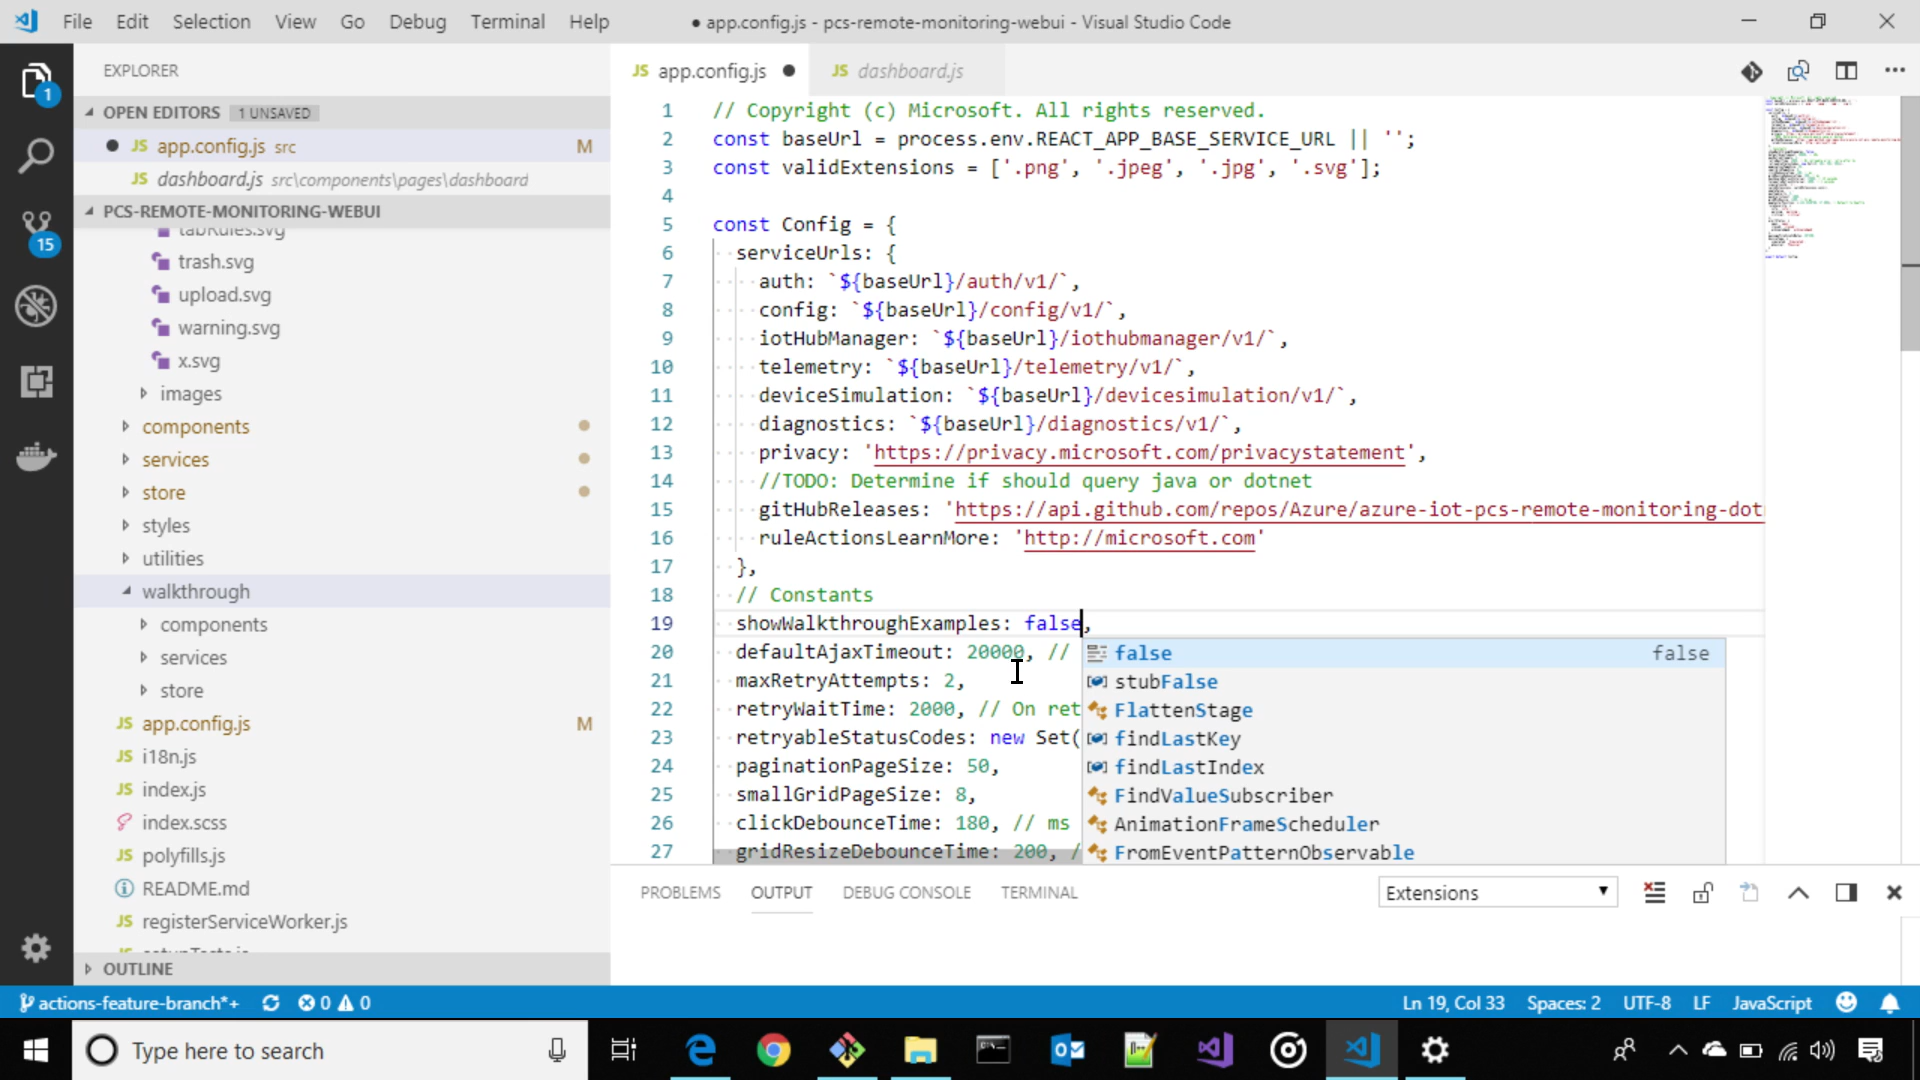 File Edit Selection View Go Debug Terminal Help
● app.config.js - pcs-remote-monitoring-webui - Visual Studio Code
EXPLORER
OPEN EDITORS 1 UNSAVED
JS app.config.js src M
JS dashboard.js src\components\pages\dashboard
PCS-REMOTE-MONITORING-WEBUI
tabRules.svg
trash.svg
upload.svg
warning.svg
x.svg
images
components
services
store
styles
utilities
walkthrough
components
services
store
JS app.config.js M
JS i18n.js
JS index.js
index.scss
JS polyfills.js
README.md
JS registerServiceWorker.js
OUTLINE
1
15
JS app.config.js ● JS dashboard.js
1 // Copyright (c) Microsoft. All rights reserved.
2 const baseUrl = process.env.REACT_APP_BASE_SERVICE_URL || '';
3 const validExtensions = ['.png', '.jpeg', '.jpg', '.svg'];
4
5 const Config = {
6 serviceUrls: {
7 auth: `${baseUrl}/auth/v1/`,
8 config: `${baseUrl}/config/v1/`,
9 iotHubManager: `${baseUrl}/iothubmanager/v1/`,
10 telemetry: `${baseUrl}/telemetry/v1/`,
11 deviceSimulation: `${baseUrl}/devicesimulation/v1/`,
12 diagnostics: `${baseUrl}/diagnostics/v1/`,
13 privacy: 'https://privacy.microsoft.com/privacystatement',
14 //TODO: Determine if should query java or dotnet
15 gitHubReleases: 'https://api.github.com/repos/Azure/azure-iot-pcs-remote-monitoring-dot
16 ruleActionsLearnMore: 'http://microsoft.com'
17 },
18 // Constants
19 showWalkthroughExamples: false,
20 defaultAjaxTimeout: 20000, //
21 maxRetryAttempts: 2,
22 retryWaitTime: 2000, // On ret
23 retryableStatusCodes: new Set(
24 paginationPageSize: 50,
25 smallGridPageSize: 8,
26 clickDebounceTime: 180, // ms
27 gridResizeDebounceTime: 200, /
false false
stubFalse
FlattenStage
findLastKey
findLastIndex
FindValueSubscriber
AnimationFrameScheduler
FromEventPatternObservable
PROBLEMS OUTPUT DEBUG CONSOLE TERMINAL Extensions
actions-feature-branch*+ 0 0 Ln 19, Col 33 Spaces: 2 UTF-8 LF JavaScript
Type here to search